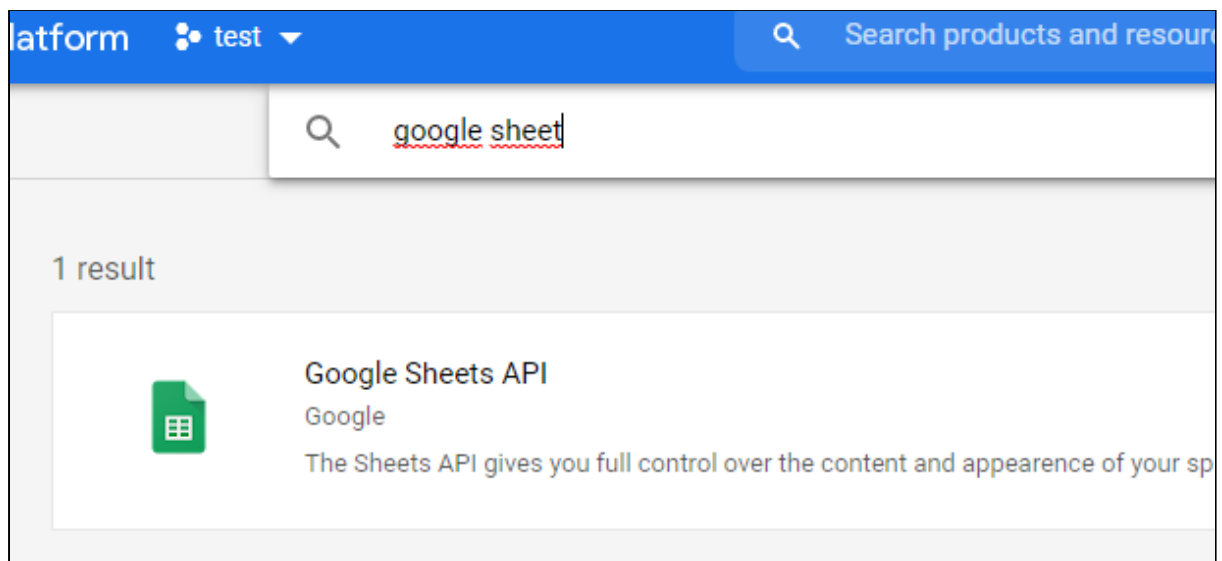 latform test
Search products and resour
google sheet
1 result
Google Sheets API
Google
The Sheets API gives you full control over the content and appearence of your sp